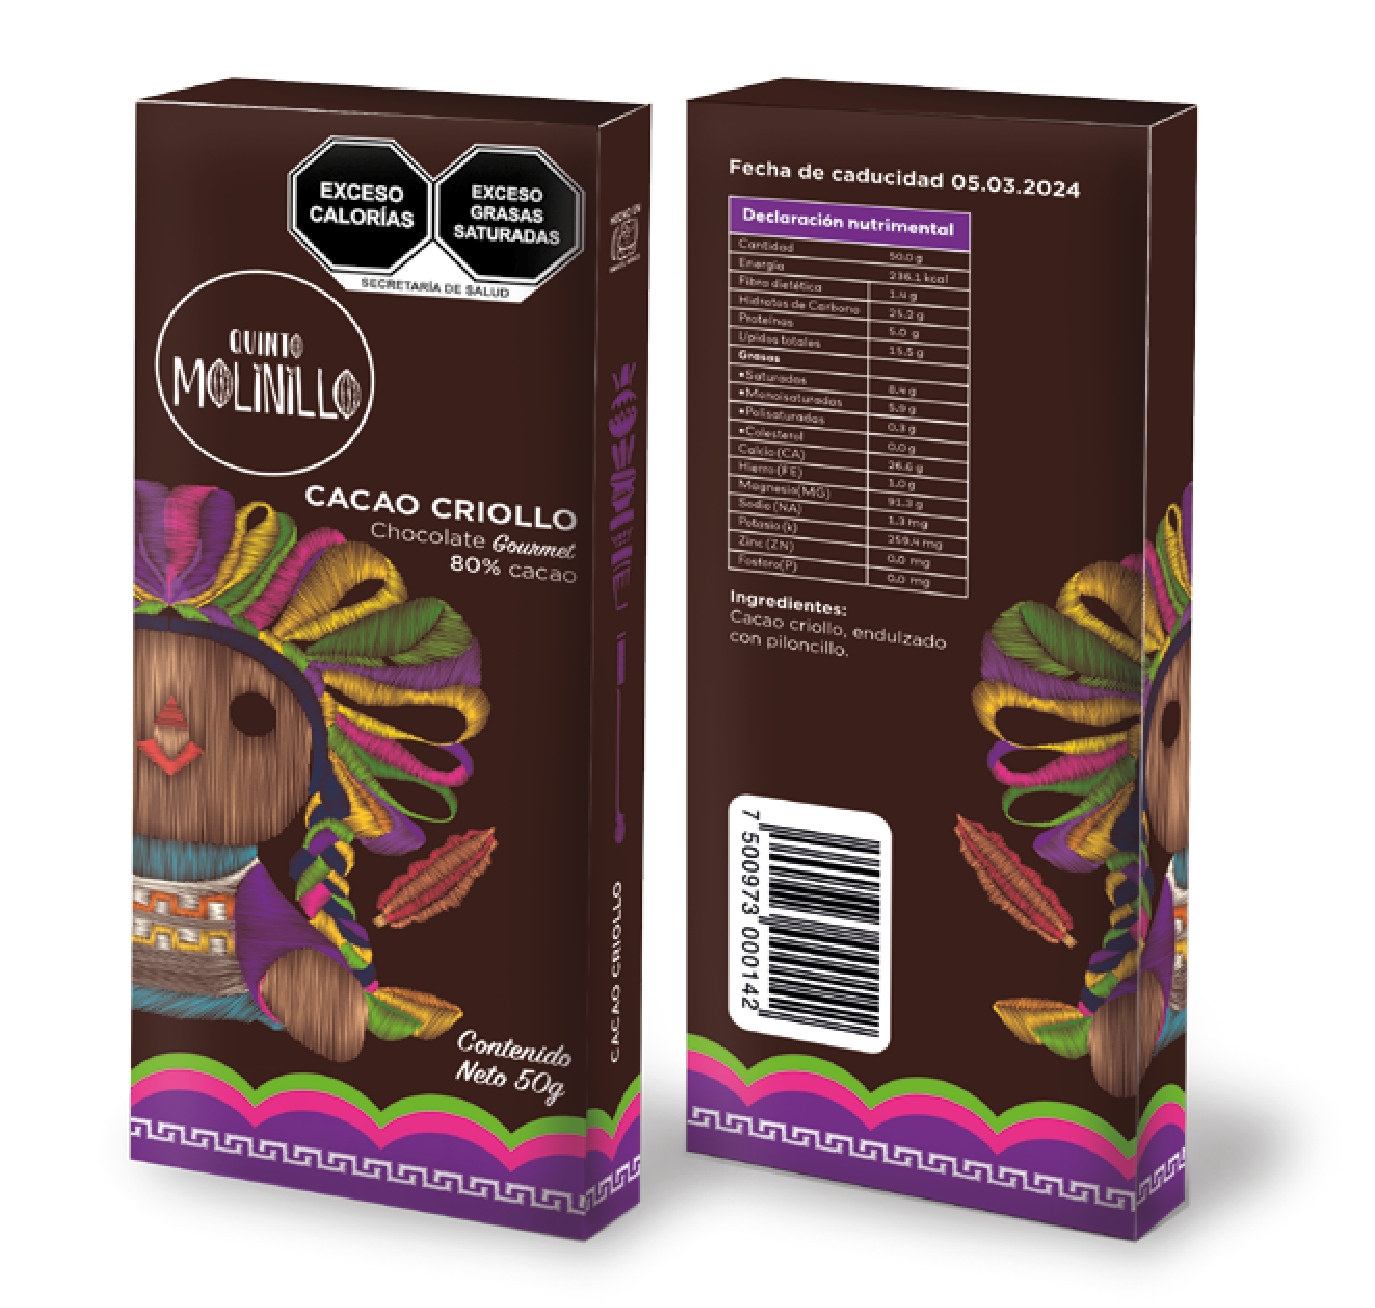 EXCESO
CALORÍAS
EXCESO
GRASAS
SATURADAS
SECRETARÍA DE SALUD
QUINTO
MOLINILLO
CACAO CRIOLLO
Chocolate Gourmet
80% cacao
Contenido
Neto 50g
CACAO CRIOLLO
Fecha de caducidad 05.03.2024
Declaración nutrimental
Cantidad 50.0 g
Energía 236.1 kcal
Fibra dietética 1.4 g
Hidratos de Carbono 25.2 g
Proteínas 5.0 g
Lípidos totales 15.5 g
Grasas
•Saturadas 8.4 g
•Monoisaturadas 5.9 g
•Polisaturadas 0.3 g
•Colesterol 0.0 g
Calcio (CA) 26.6 g
Hierro (FE) 1.0 g
Magnesio(MG) 91.3 g
Sodio (NA) 1.3 mg
Potasio (k) 259.4 mg
Zinc (ZN) 0.0 mg
Fosforo(P) 0.0 mg
Ingredientes:
Cacao criollo, endulzado
con piloncillo.
7 500973 000142